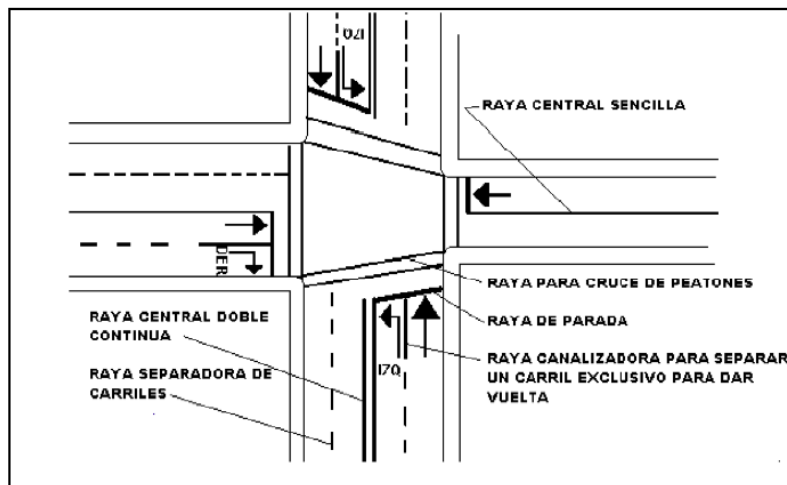 IZQ
RAYA CENTRAL SENCILLA
DER
RAYA PARA CRUCE DE PEATONES
RAYA DE PARADA
RAYA CANALIZADORA PARA SEPARAR
UN CARRIL EXCLUSIVO PARA DAR
VUELTA
RAYA CENTRAL DOBLE
CONTINUA
RAYA SEPARADORA DE
CARRILES
IZQ